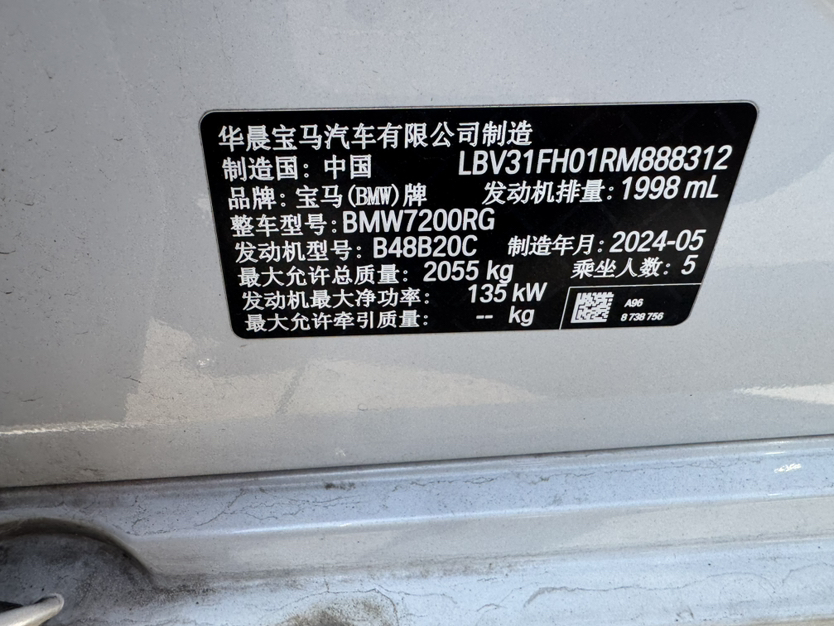 华晨宝马汽车有限公司制造
制造国：中国 LBV31FH01RM888312
品牌：宝马(BMW)牌 发动机排量：1998 mL
整车型号：BMW7200RG
发动机型号：B48B20C 制造年月：2024-05
最大允许总质量：2055 kg 乘坐人数：5
发动机最大净功率：135 kW
最大允许牵引质量：-- kg
A96
8 738 756